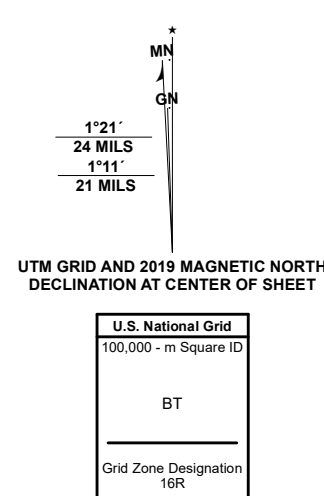 ★
MN
GN
1°21´
24 MILS
1°11´
21 MILS
UTM GRID AND 2019 MAGNETIC NORTH
DECLINATION AT CENTER OF SHEET
U.S. National Grid
100,000 - m Square ID
BT
Grid Zone Designation
16R